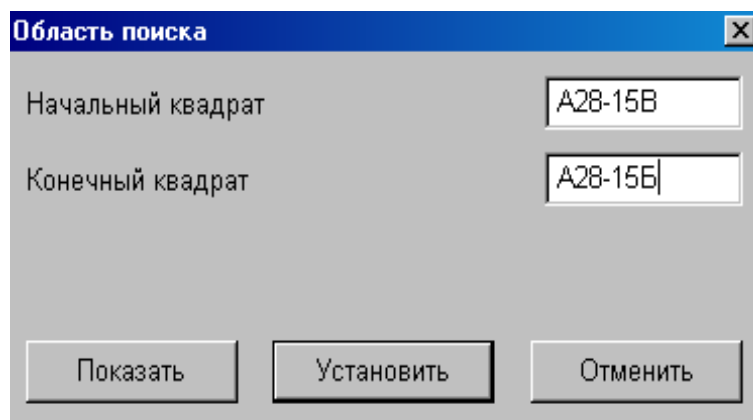 Область поиска
Начальный квадрат А28-15В
Конечный квадрат А28-15Б
Показать Установить Отменить